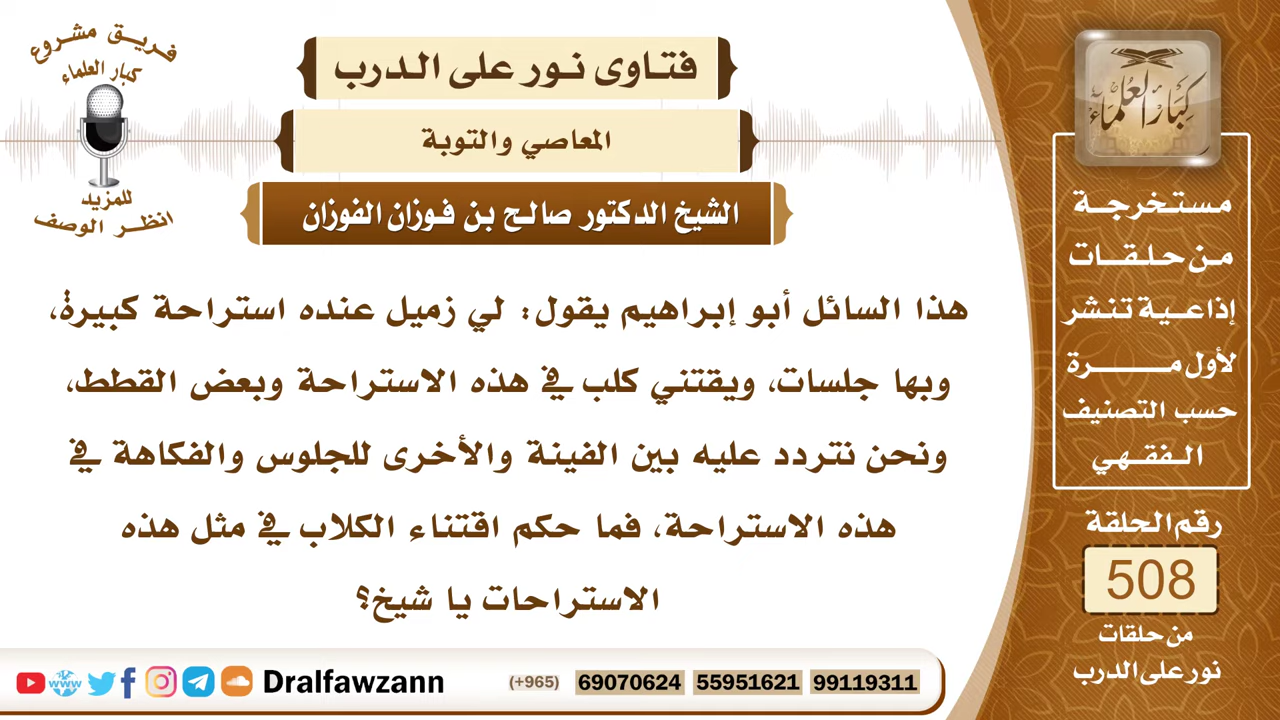 فريق مشروع
كبار العلماء
للمزيد
انظر الوصف
فتاوى نور على الدرب
المعاصي والتوبة
الشيخ الدكتور صالح بن فوزان الفوزان
هذا السائل أبو إبراهيم يقول: لي زميل عنده استراحة كبيرة،
وبها جلسات، ويقتني كلب في هذه الاستراحة وبعض القطط،
ونحن نتردد عليه بين الفينة والأخرى للجلوس والفكاهة في
هذه الاستراحة، فما حكم اقتناء الكلاب في مثل هذه
الاستراحات يا شيخ؟
كبار العلماء
مستخرجة
من حلقات
إذاعية تنشر
لأول مرة
حسب التصنيف
الفقهي
رقم الحلقة
508
من حلقات
نور على الدرب
www
Dralfawzann
(+965) 69070624 55951621 99119311